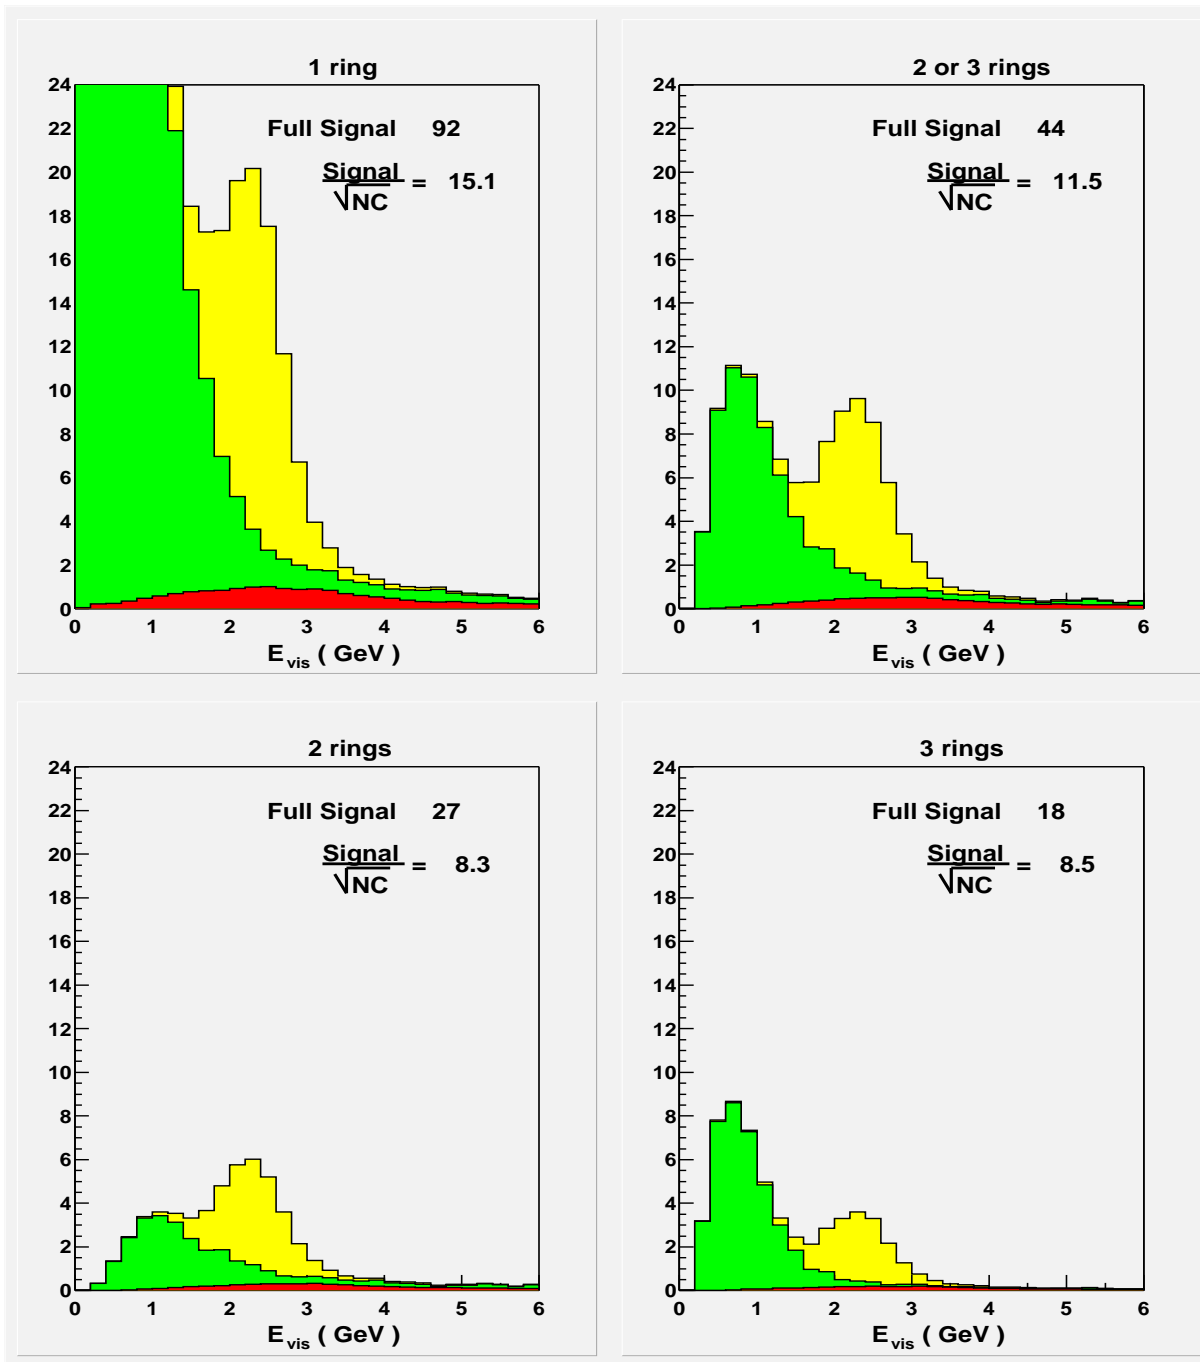 1 ring
24
22
20
18
16
14
12
10
8
6
4
2
0
Full Signal 92
Signal
√NC
= 15.1
0 1 2 3 4 5 6
E vis ( GeV )
2 or 3 rings
24
22
20
18
16
14
12
10
8
6
4
2
0
Full Signal 44
Signal
√NC
= 11.5
0 1 2 3 4 5 6
E vis ( GeV )
2 rings
24
22
20
18
16
14
12
10
8
6
4
2
0
Full Signal 27
Signal
√NC
= 8.3
0 1 2 3 4 5 6
E vis ( GeV )
3 rings
24
22
20
18
16
14
12
10
8
6
4
2
0
Full Signal 18
Signal
√NC
= 8.5
0 1 2 3 4 5 6
E vis ( GeV )